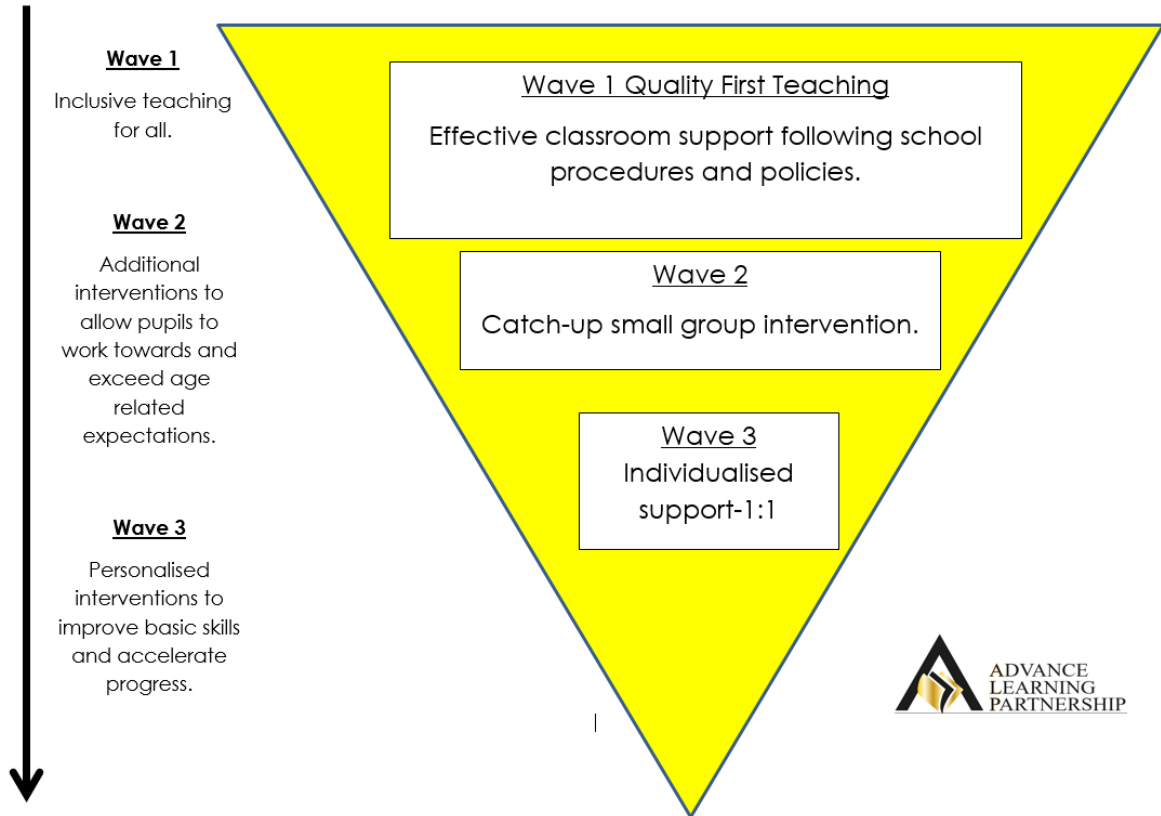 Wave 1
Inclusive teaching
for all.
Wave 2
Additional
interventions to
allow pupils to
work towards and
exceed age
related
expectations.
Wave 3
Personalised
interventions to
improve basic skills
and accelerate
progress.
Wave 1 Quality First Teaching
Effective classroom support following school
procedures and policies.
Wave 2
Catch-up small group intervention.
Wave 3
Individualised
support-1:1
ADVANCE
LEARNING
PARTNERSHIP